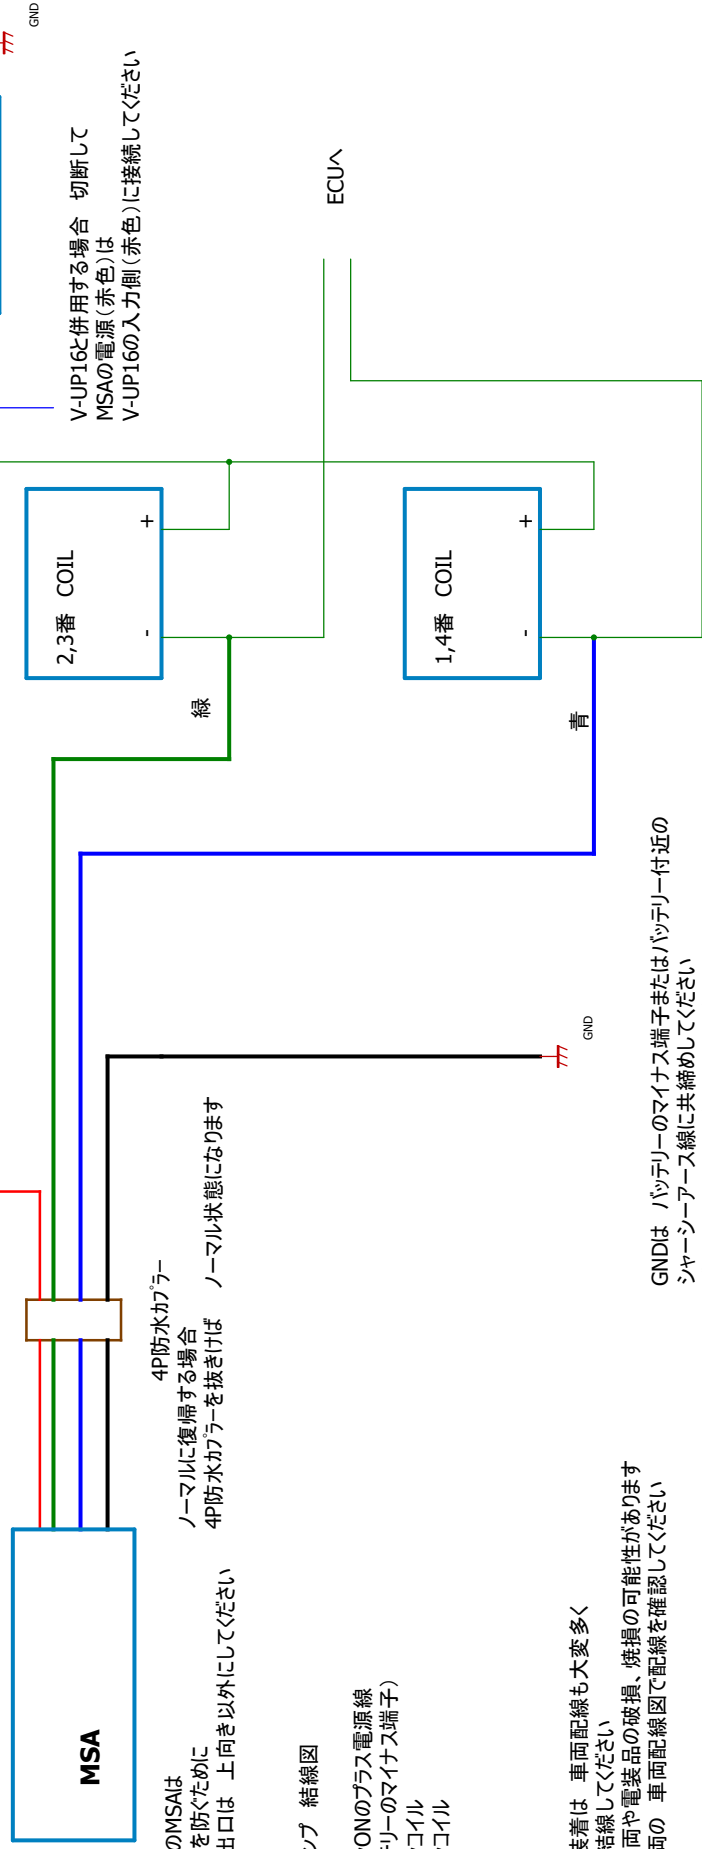 GND
V-UP16と併用する場合　切断して
MSAの電源（赤色）は
V-UP16の入力側（赤色）に接続してください
ECUへ
2,3番 COIL
+
-
1,4番 COIL
+
-
緑
青
GND
GNDは バッテリーのマイナス端子またはバッテリー付近の
シャーシーアース線に共締めしてください
4P防水カプラー
ノーマルに復帰する場合
4P防水カプラーを抜きけば　ノーマル状態になります
MSA
のMSAは
を防ぐために
出口は 上向き以外にしてください
ップ 結線図
ONのプラス電源線
テリーのマイナス端子）
コイル
コイル
装着は 車両配線も大変多く
結線してください
両や電装品の破損、焼損の可能性があります
両の 車両配線図で配線を確認してください